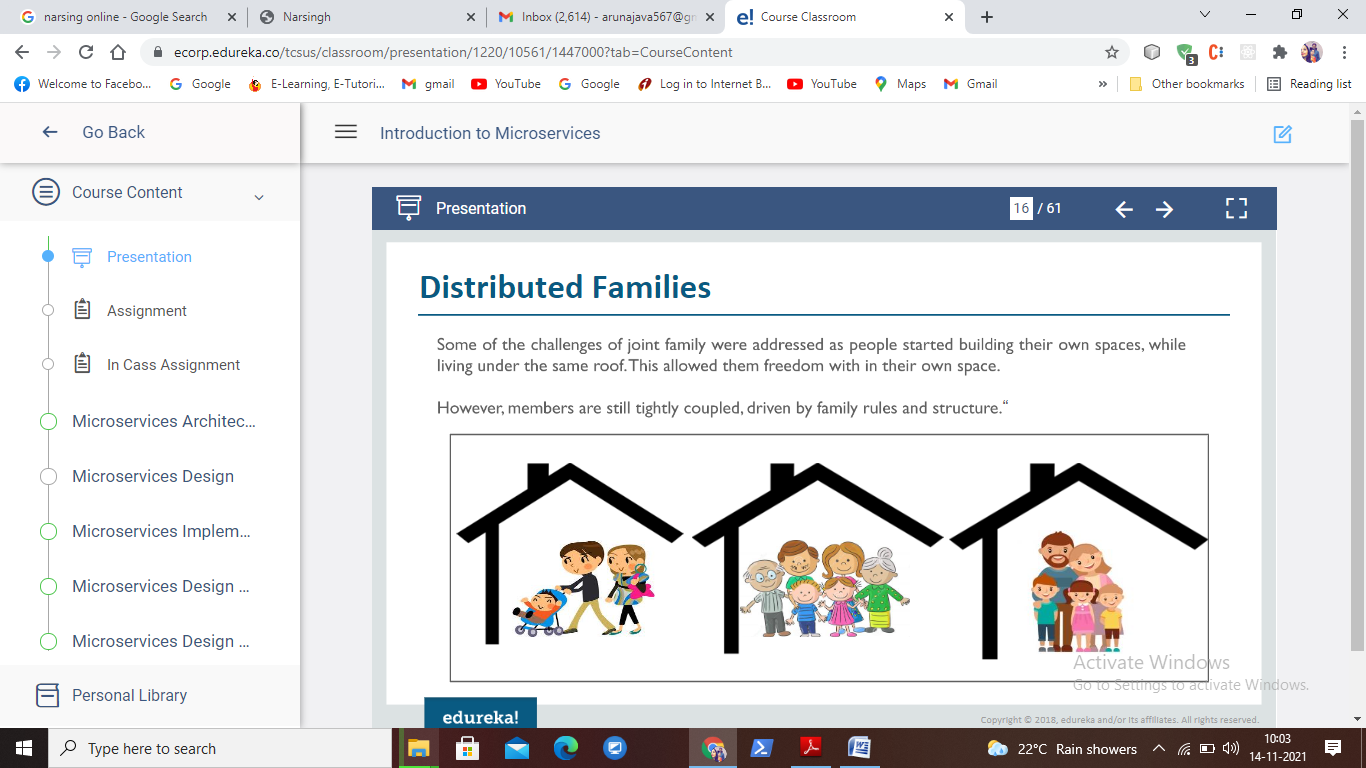 narsing online - Google Search
Narsingh
Inbox (2,614) - arunajava567@gm
Course Classroom
ecorp.edureka.co/tcsus/classroom/presentation/1220/10561/1447000?tab=CourseContent
3
Welcome to Facebo...
Google
E-Learning, E-Tutori...
gmail
YouTube
Google
Log in to Internet B...
YouTube
Maps
Gmail
»
Other bookmarks
Reading list
Go Back
Introduction to Microservices
Course Content
Presentation
Assignment
In Cass Assignment
Microservices Architec...
Microservices Design
Microservices Implem...
Microservices Design ...
Microservices Design ...
Personal Library
Presentation
16 / 61
Distributed Families
Some of the challenges of joint family were addressed as people started building their own spaces, while
living under the same roof. This allowed them freedom with in their own space.
However, members are still tightly coupled, driven by family rules and structure.“
Activate Windows
Go to Settings to activate Windows.
edureka!
Copyright © 2018, edureka and/or its affiliates. All rights reserved.
Type here to search
22°C Rain showers
10:03
14-11-2021